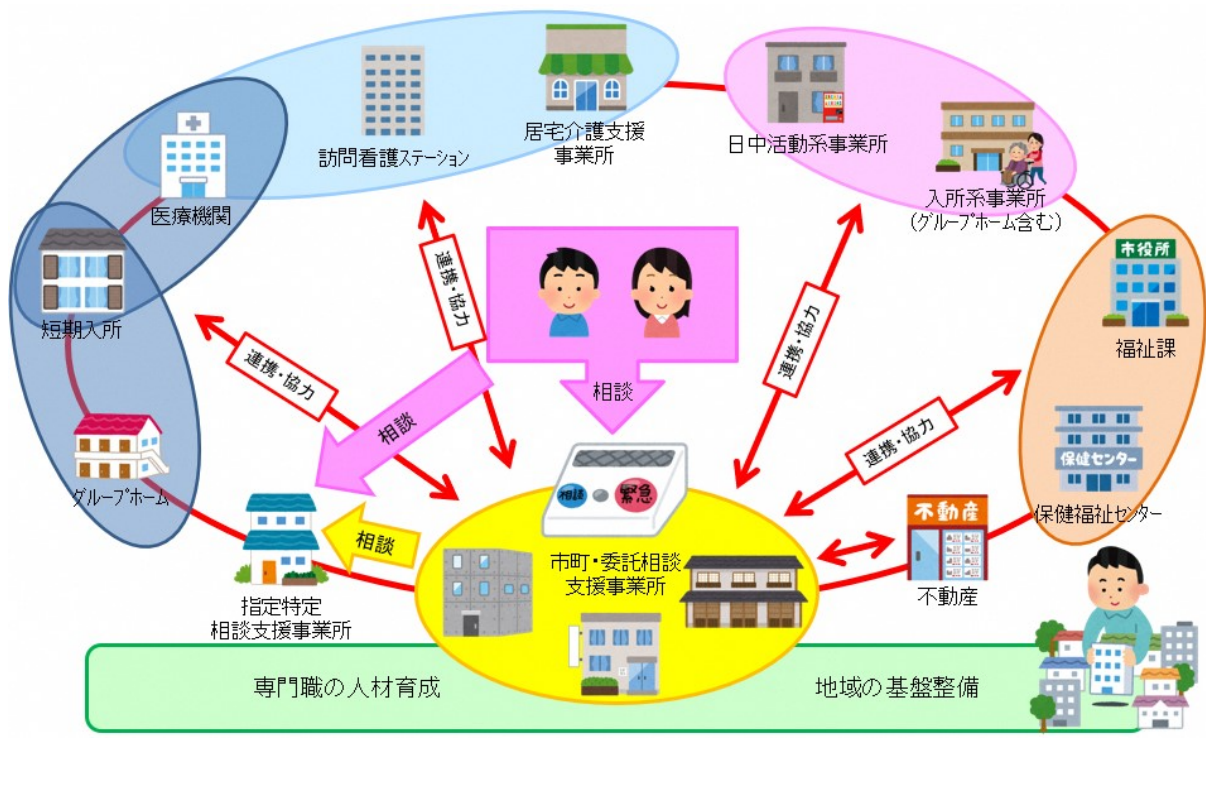 居宅介護支援
事業所
訪問看護ステーション
日中活動系事業所
入所系事業所
(グループホーム含む)
医療機関
市役所
福祉課
短期入所
連携・協力
連携・協力
連携・協力
連携・協力
相談
相談
グループホーム
保健センター
保健福祉センター
相談
緊急
不動産
不動産
相談
市町・委託相談
支援事業所
指定特定
相談支援事業所
専門職の人材育成
地域の基盤整備